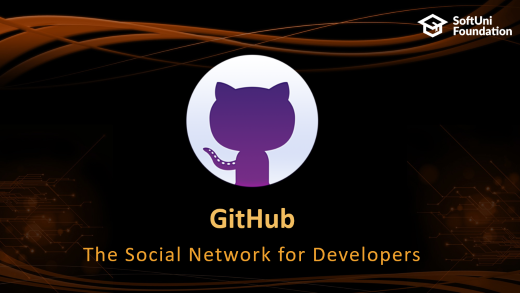 SoftUni
Foundation
GitHub
The Social Network for Developers